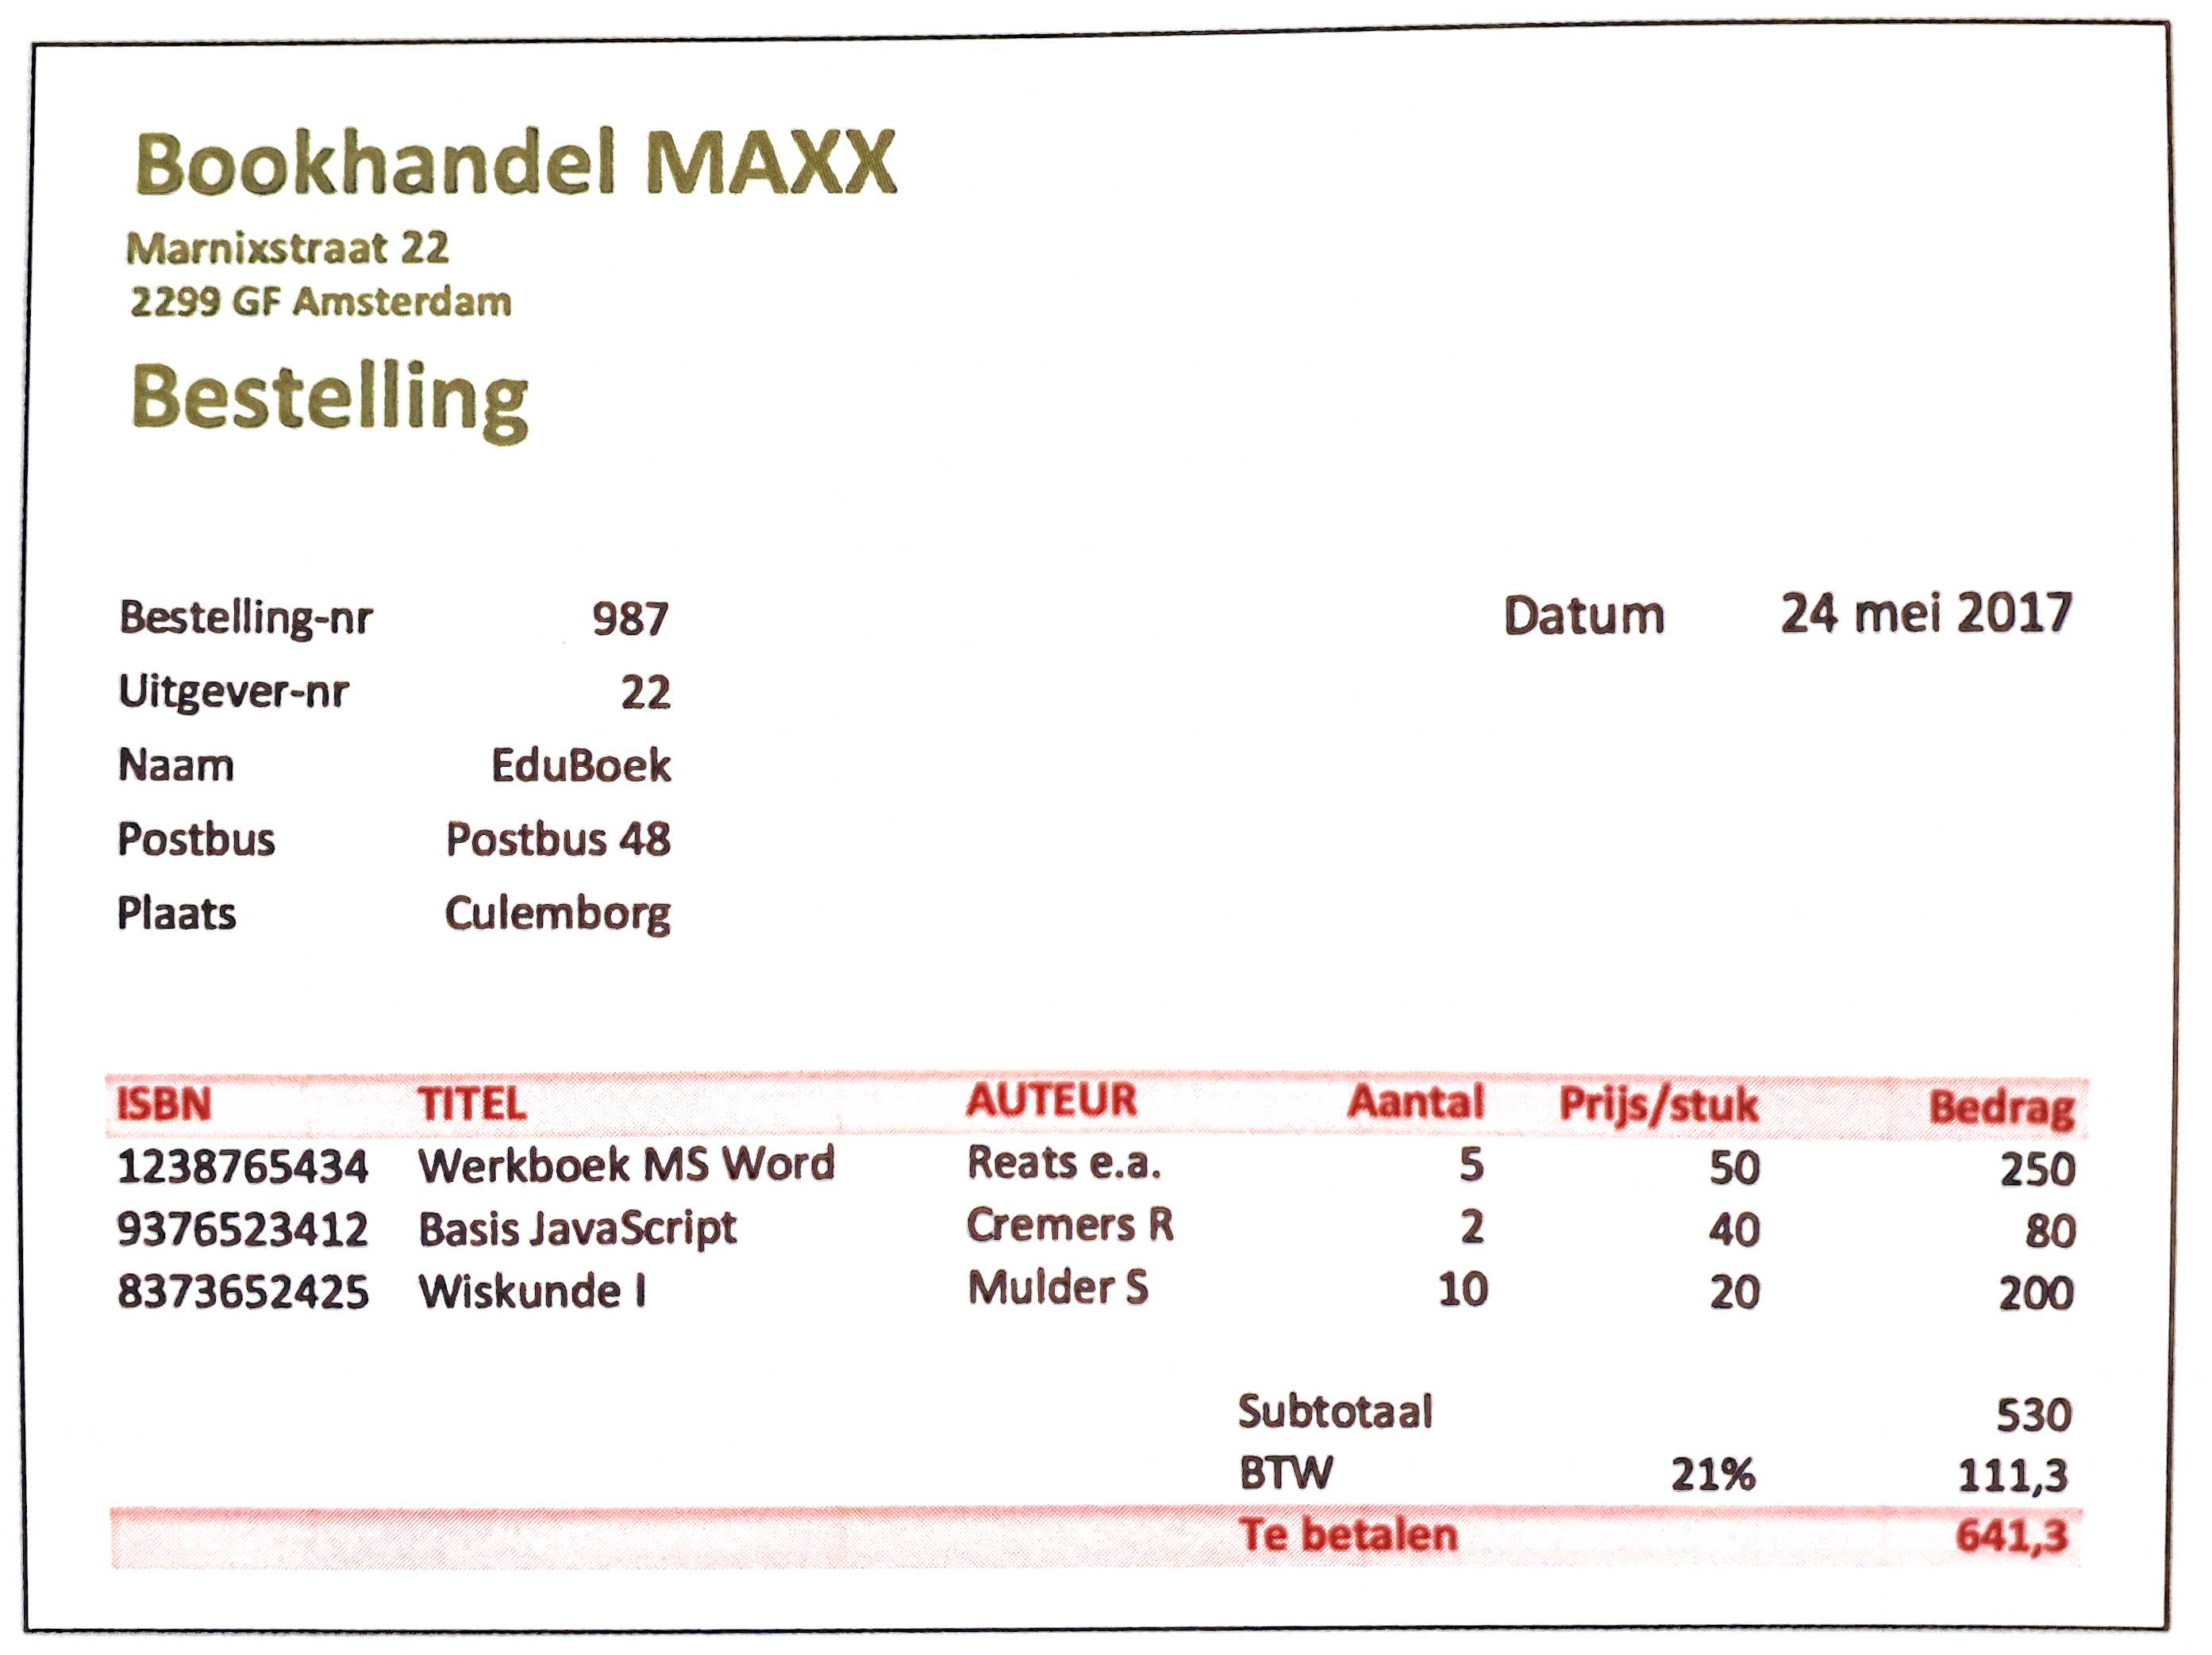 Bookhandel MAXX
Marnixstraat 22
2299 GF Amsterdam
Bestelling
Bestelling-nr 987 Datum 24 mei 2017
Uitgever-nr 22
Naam EduBoek
Postbus Postbus 48
Plaats Culemborg
ISBN TITEL AUTEUR Aantal Prijs/stuk Bedrag
1238765434 Werkboek MS Word Reats e.a. 5 50 250
9376523412 Basis JavaScript Cremers R 2 40 80
8373652425 Wiskunde I Mulder S 10 20 200
Subtotaal 530
BTW 21% 111,3
Te betalen 641,3